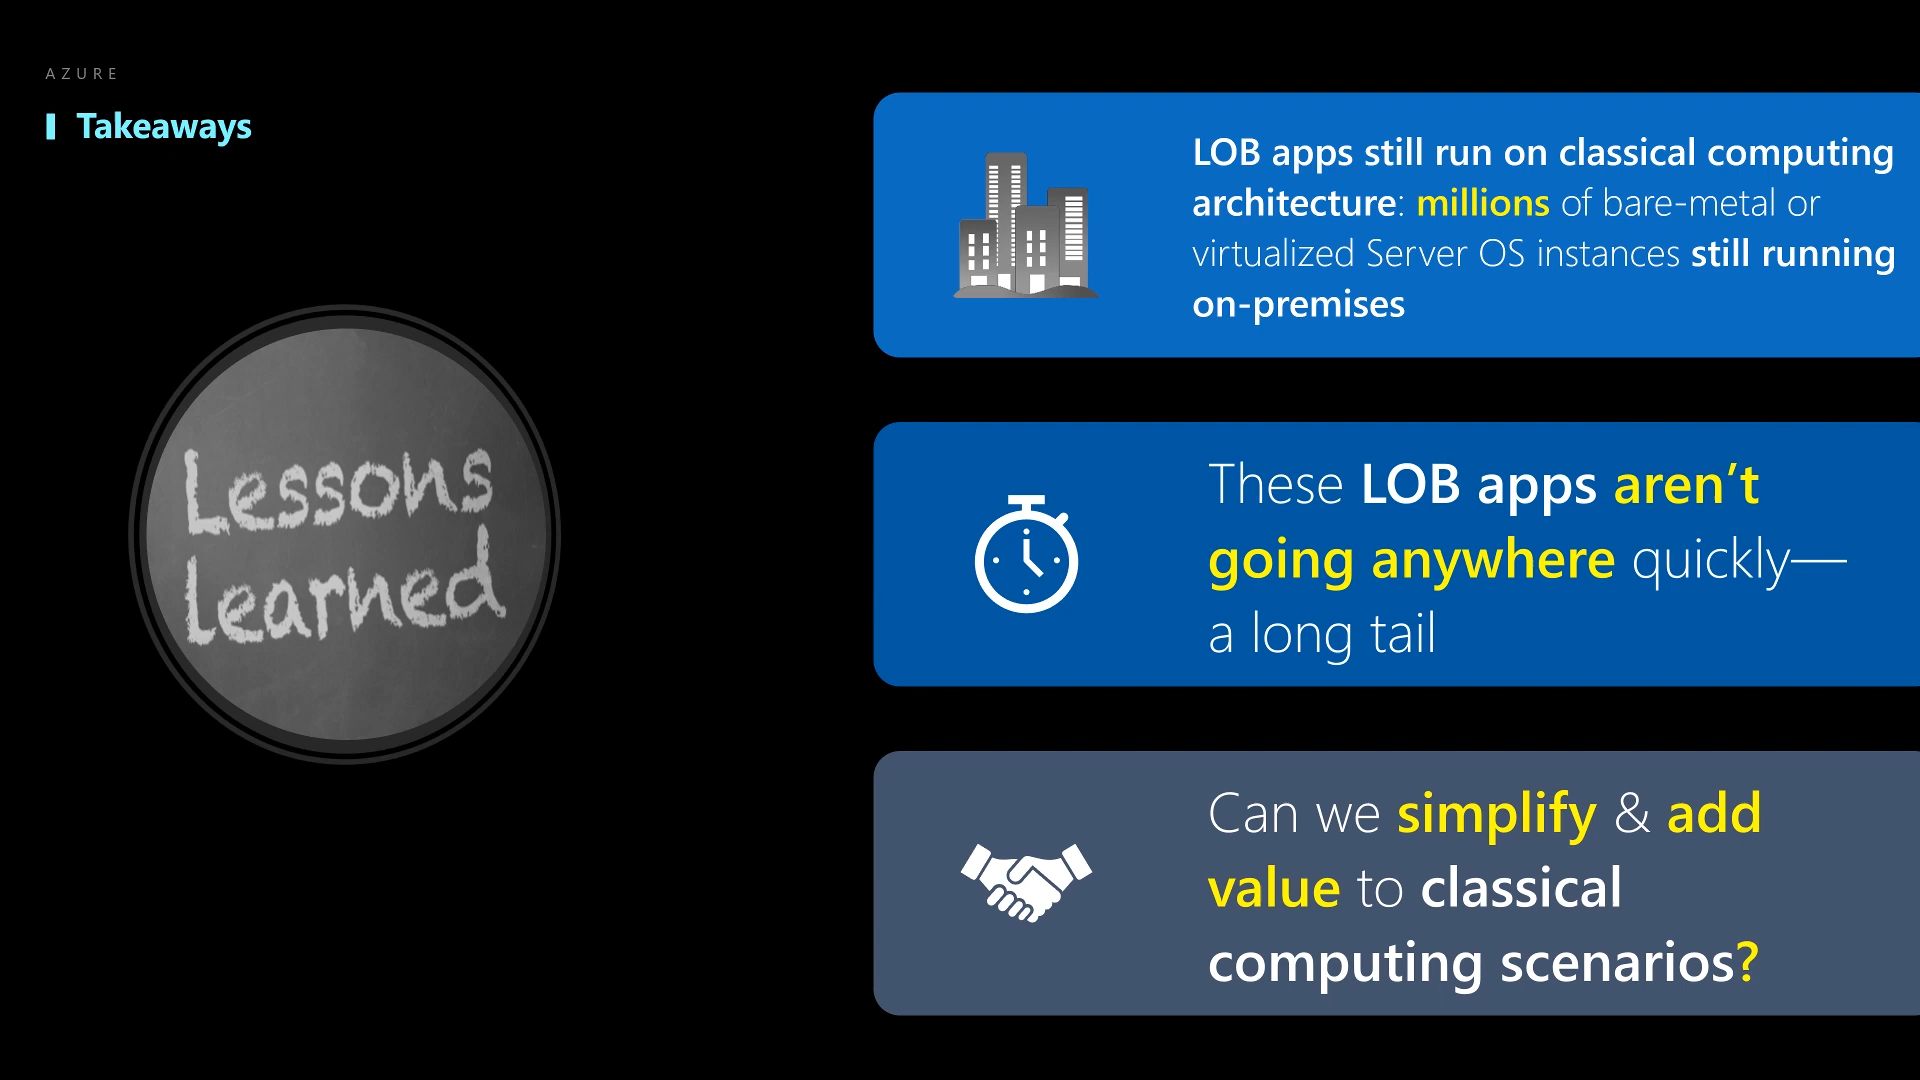 AZURE
Takeaways
Lessons
Learned
LOB apps still run on classical computing
architecture: millions of bare-metal or
virtualized Server OS instances still running
on-premises
These LOB apps aren’t
going anywhere quickly—
a long tail
Can we simplify & add
value to classical
computing scenarios?